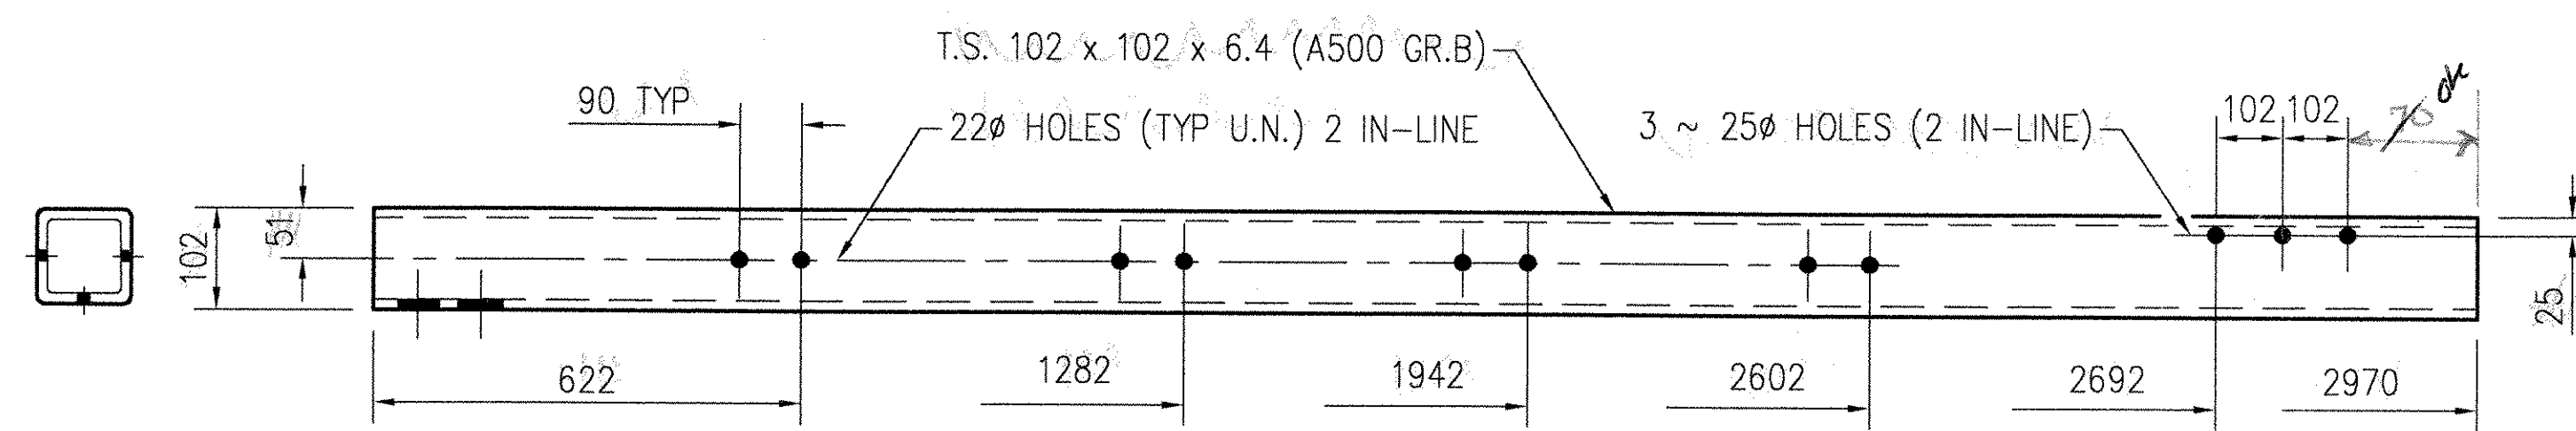 T.S. 102 x 102 x 6.4 (A500 GR.B)
90 TYP
22ø HOLES (TYP U.N.) 2 IN-LINE
3 ~ 25ø HOLES (2 IN-LINE)
102 102
ok
102
51
25
622
1282
1942
2602
2692
2970